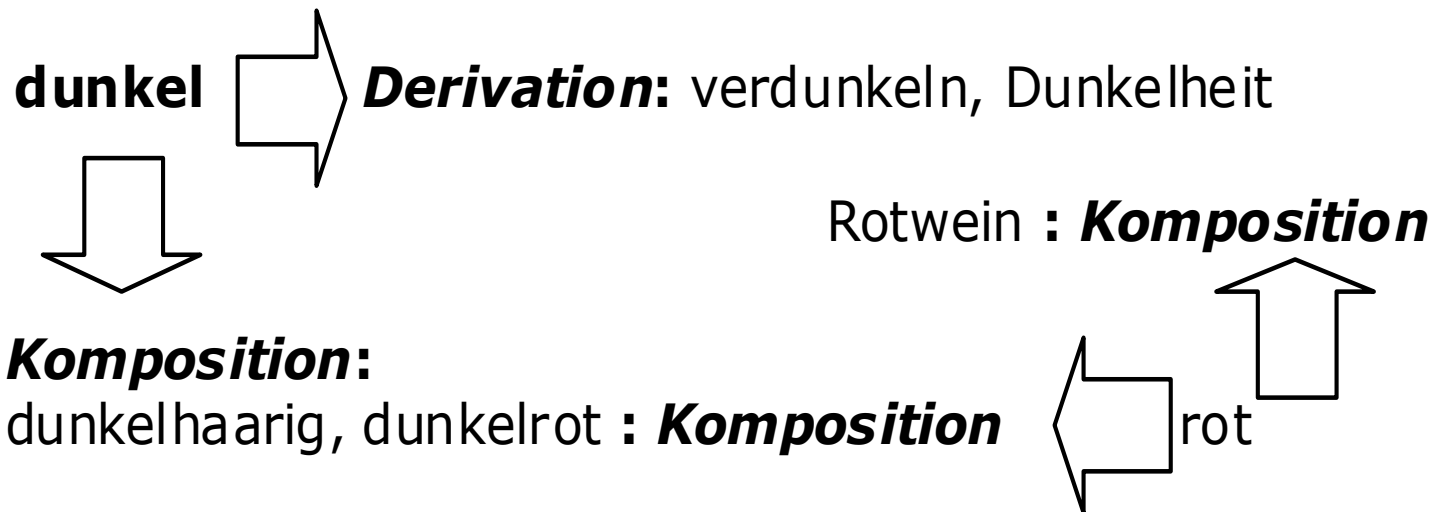 dunkel Derivation: verdunkeln, Dunkelheit
Rotwein : Komposition
Komposition:
dunkelhaarig, dunkelrot : Komposition rot